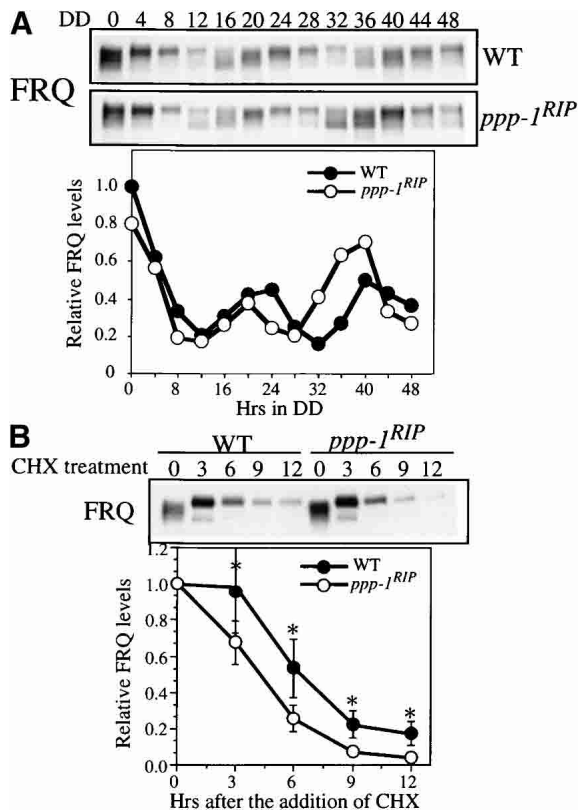 A
DD 0 4 8 12 16 20 24 28 32 36 40 44 48
FRQ
WT
ppp-1RIP
WT
ppp-1RIP
Relative FRQ levels
1.0
0.8
0.6
0.4
0.2
0
0 8 12 16 20 24 28 32 40 48
Hrs in DD
B
WT ppp-1RIP
CHX treatment 0 3 6 9 12 0 3 6 9 12
FRQ
WT
ppp-1RIP
Relative FRQ levels
1.2
1.0
0.8
0.6
0.4
0.2
0.0
* * * *
0 3 6 9 12
Hrs after the addition of CHX